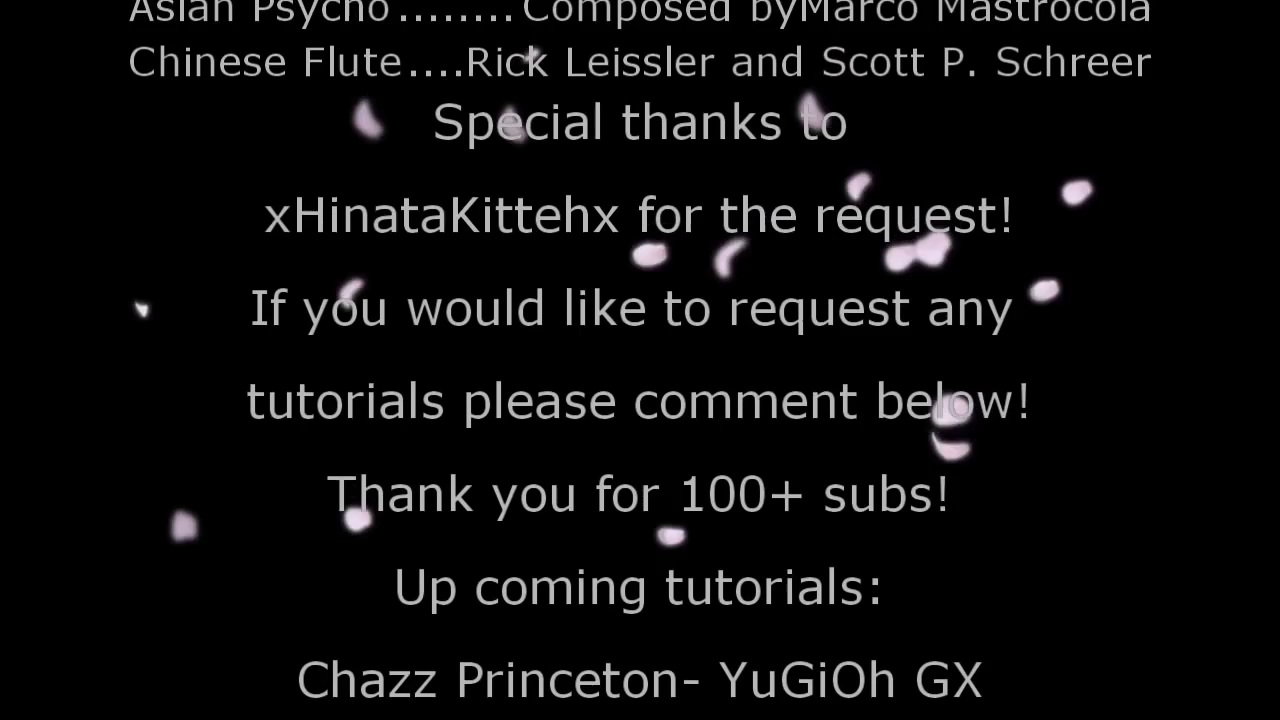 Asian Psycho........Composed byMarco Mastrocola
Chinese Flute....Rick Leissler and Scott P. Schreer
Special thanks to
xHinataKittehx for the request!
If you would like to request any
tutorials please comment below!
Thank you for 100+ subs!
Up coming tutorials:
Chazz Princeton- YuGiOh GX